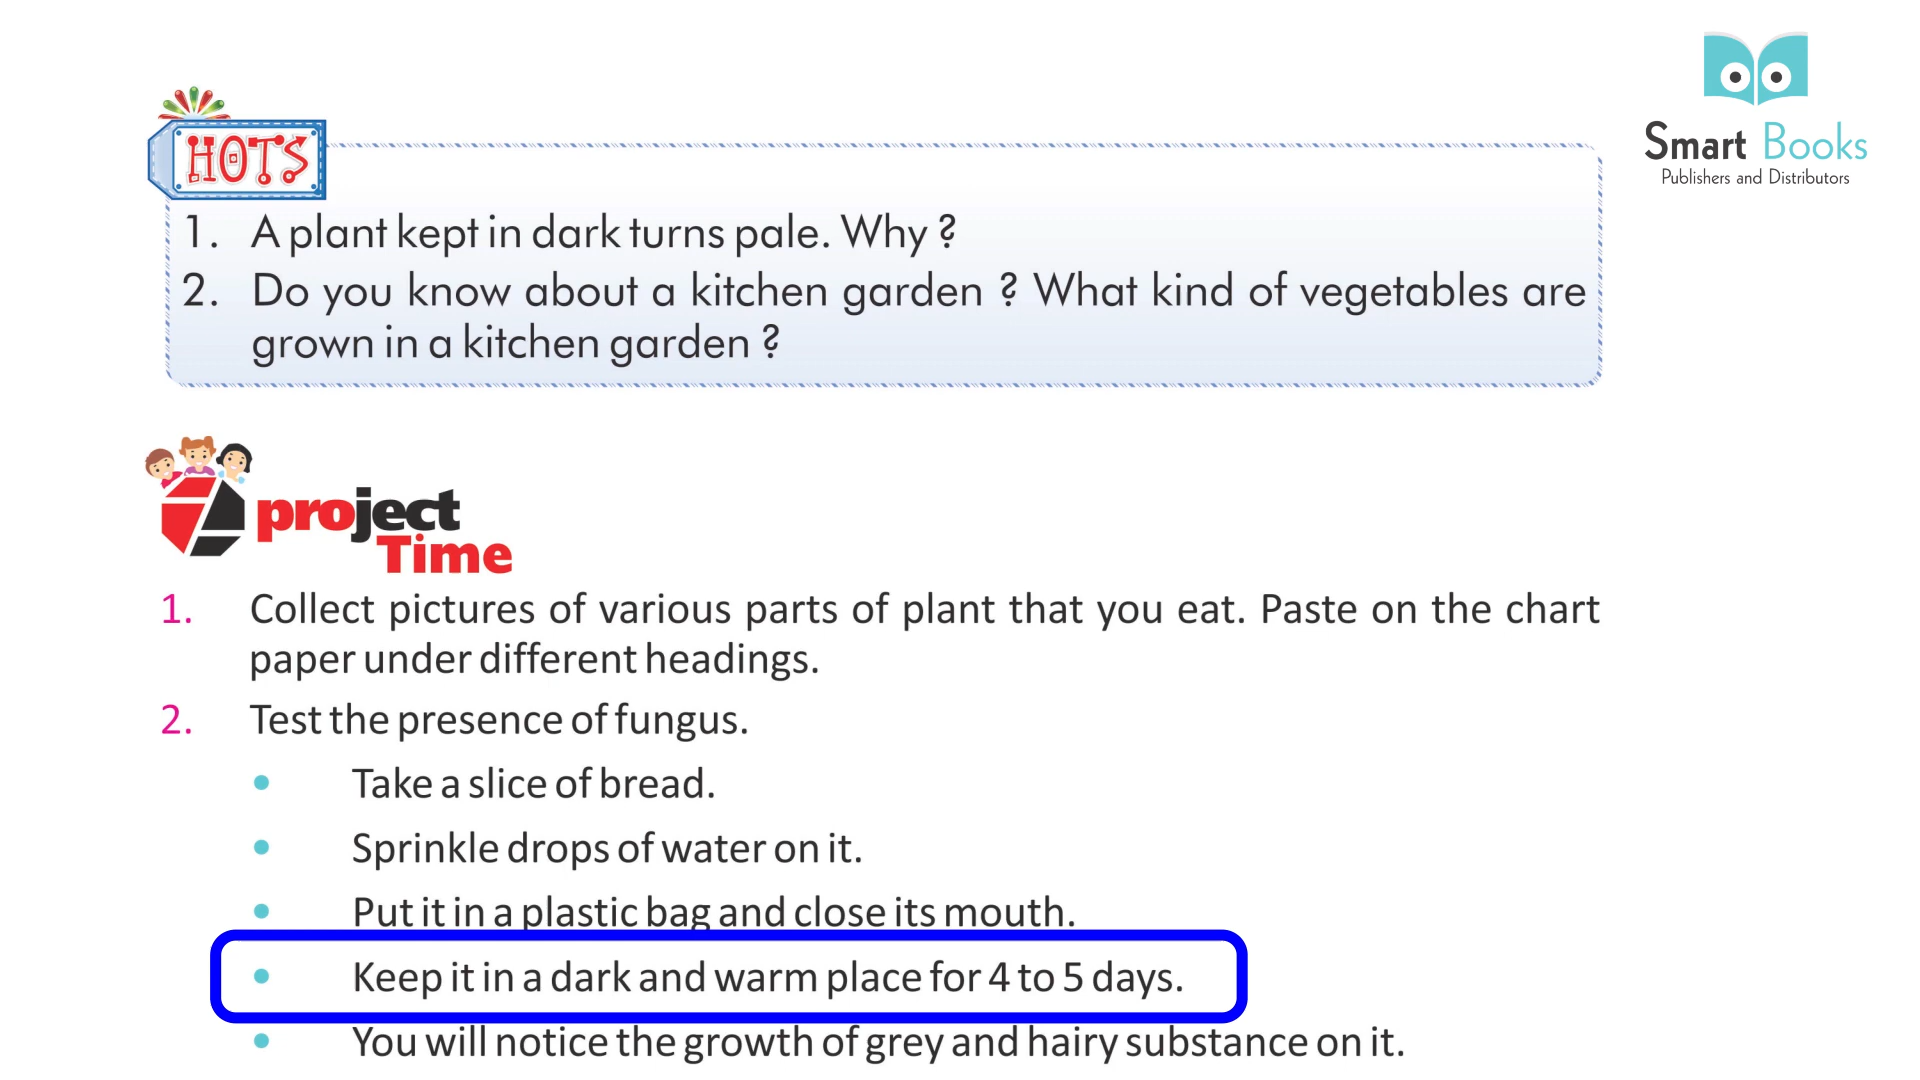 Smart Books
Publishers and Distributors
HOTS
1. A plant kept in dark turns pale. Why ?
2. Do you know about a kitchen garden ? What kind of vegetables are
grown in a kitchen garden ?
project
Time
1. Collect pictures of various parts of plant that you eat. Paste on the chart
paper under different headings.
2. Test the presence of fungus.
• Take a slice of bread.
• Sprinkle drops of water on it.
• Put it in a plastic bag and close its mouth.
• Keep it in a dark and warm place for 4 to 5 days.
• You will notice the growth of grey and hairy substance on it.